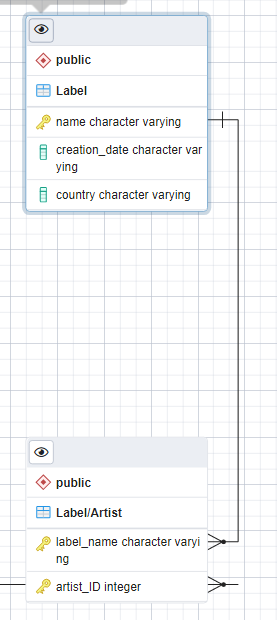 public
Label
name character varying
creation_date character var
ying
country character varying
public
Label/Artist
label_name character varyi
ng
artist_ID integer